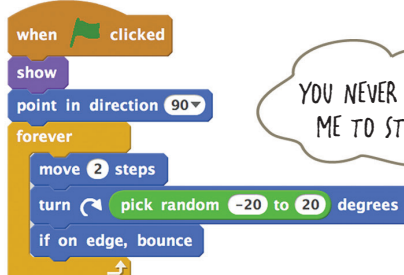 when clicked
show
point in direction 90
forever
move 2 steps
turn pick random -20 to 20 degrees
if on edge, bounce
YOU NEVER
ME TO